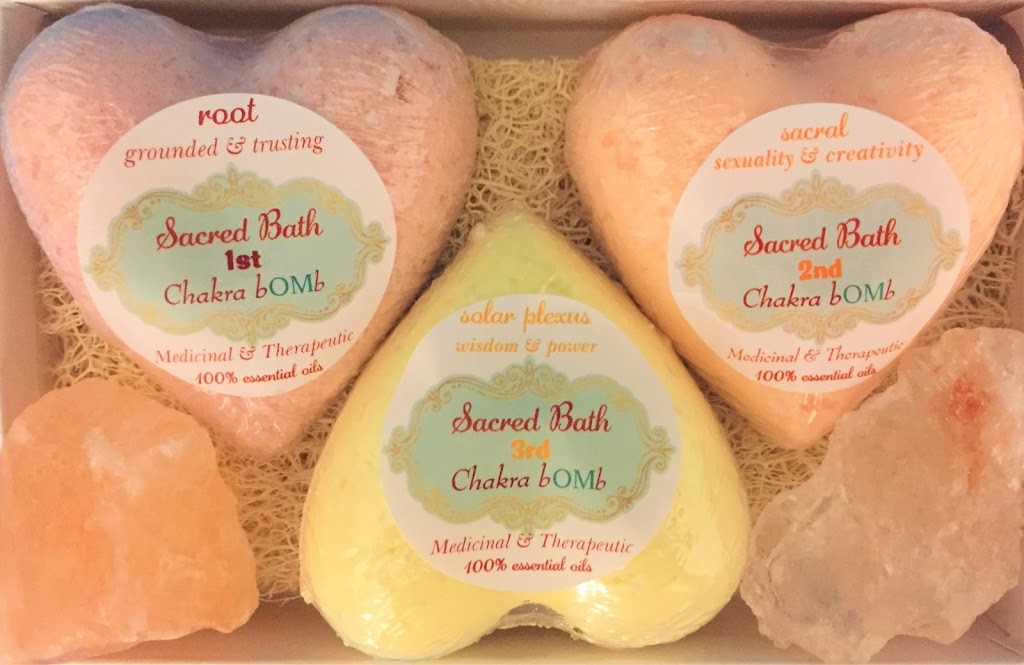 root
grounded & trusting
Sacred Bath
1st
Chakra bOMb
Medicinal & Therapeutic
100% essential oils
sacral
sexuality & creativity
Sacred Bath
2nd
Chakra bOMb
Medicinal & Therapeutic
100% essential oils
solar plexus
wisdom & power
Sacred Bath
3rd
Chakra bOMb
Medicinal & Therapeutic
100% essential oils